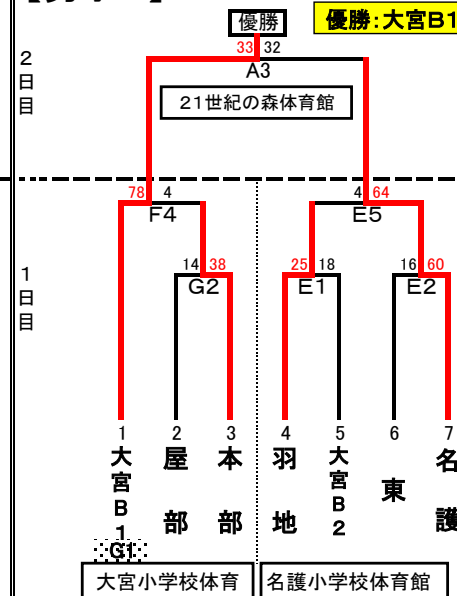 優勝
優勝:大宮B1
33 32
A3
2日目
21世紀の森体育館
78 4
F4
4 64
E5
1日目
14 38
G2
25 18
E1
16 60
E2
1 2 3 4 5 6 7
大宮B1
屋部
本部
羽地
大宮B2
東
名護
G1
大宮小学校体育
名護小学校体育館